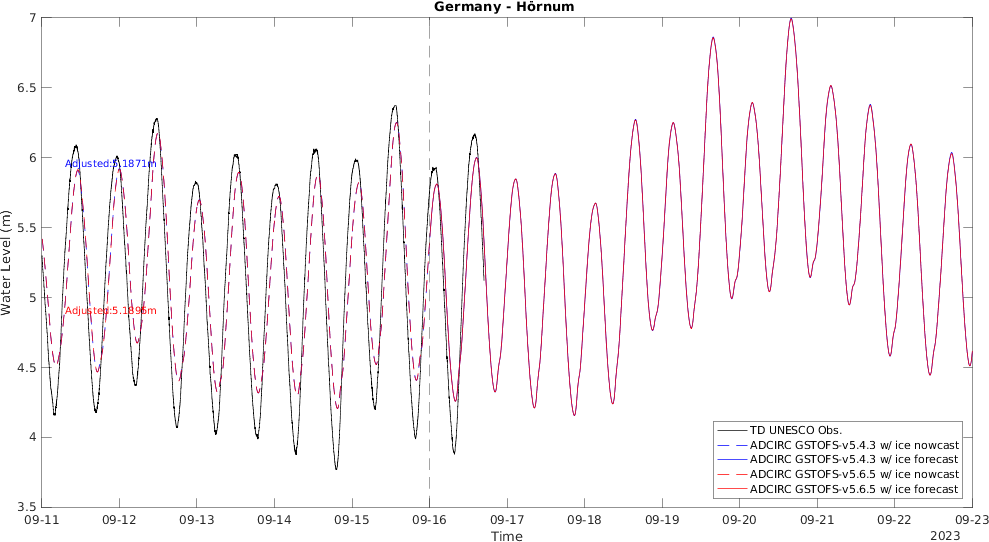 Germany - Hörnum
7
6.5
6
5.5
5
4.5
4
3.5
Water Level (m)
Adjusted:5.1871m
Adjusted:5.1895m
TD UNESCO Obs.
ADCIRC GSTOFS-v5.4.3 w/ ice nowcast
ADCIRC GSTOFS-v5.4.3 w/ ice forecast
ADCIRC GSTOFS-v5.6.5 w/ ice nowcast
ADCIRC GSTOFS-v5.6.5 w/ ice forecast
09-11 09-12 09-13 09-14 09-15 09-16 09-17 09-18 09-19 09-20 09-21 09-22 09-23
Time
2023